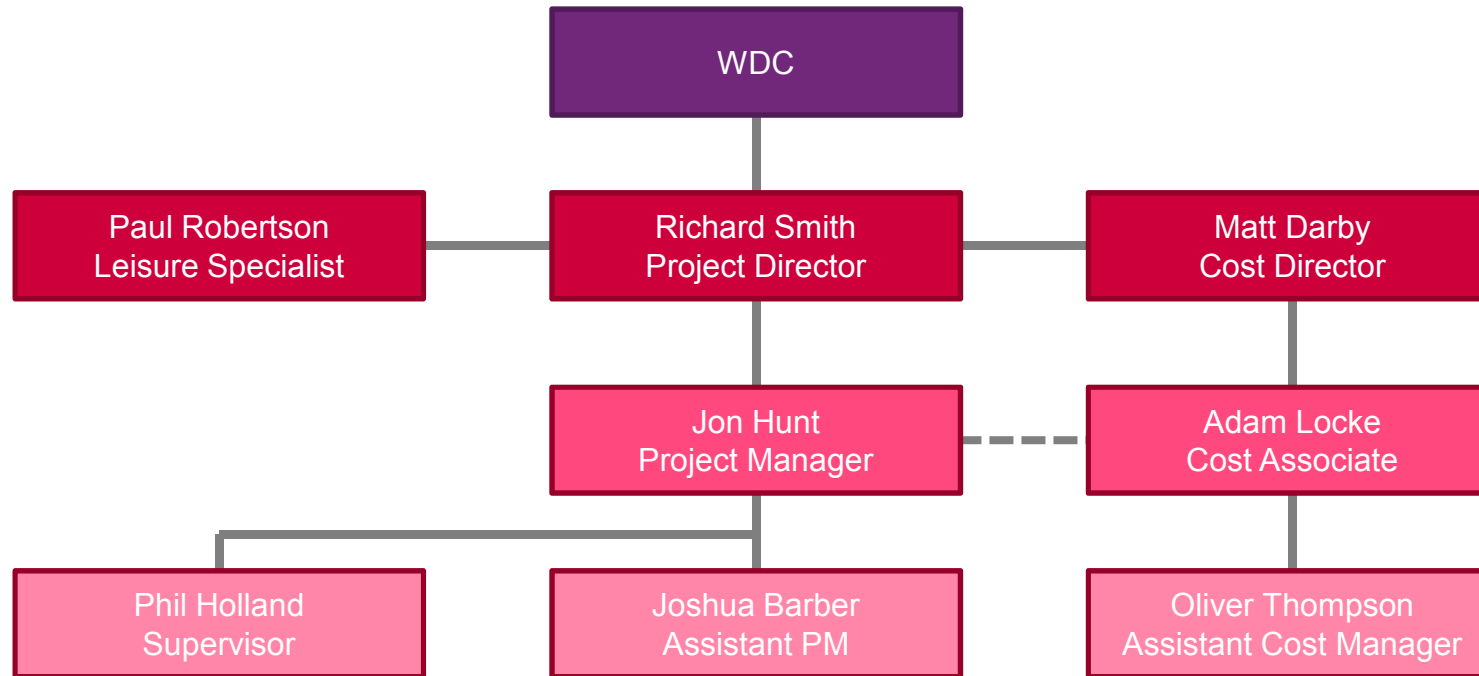 WDC
Paul Robertson
Leisure Specialist
Richard Smith
Project Director
Matt Darby
Cost Director
Jon Hunt
Project Manager
Adam Locke
Cost Associate
Phil Holland
Supervisor
Joshua Barber
Assistant PM
Oliver Thompson
Assistant Cost Manager